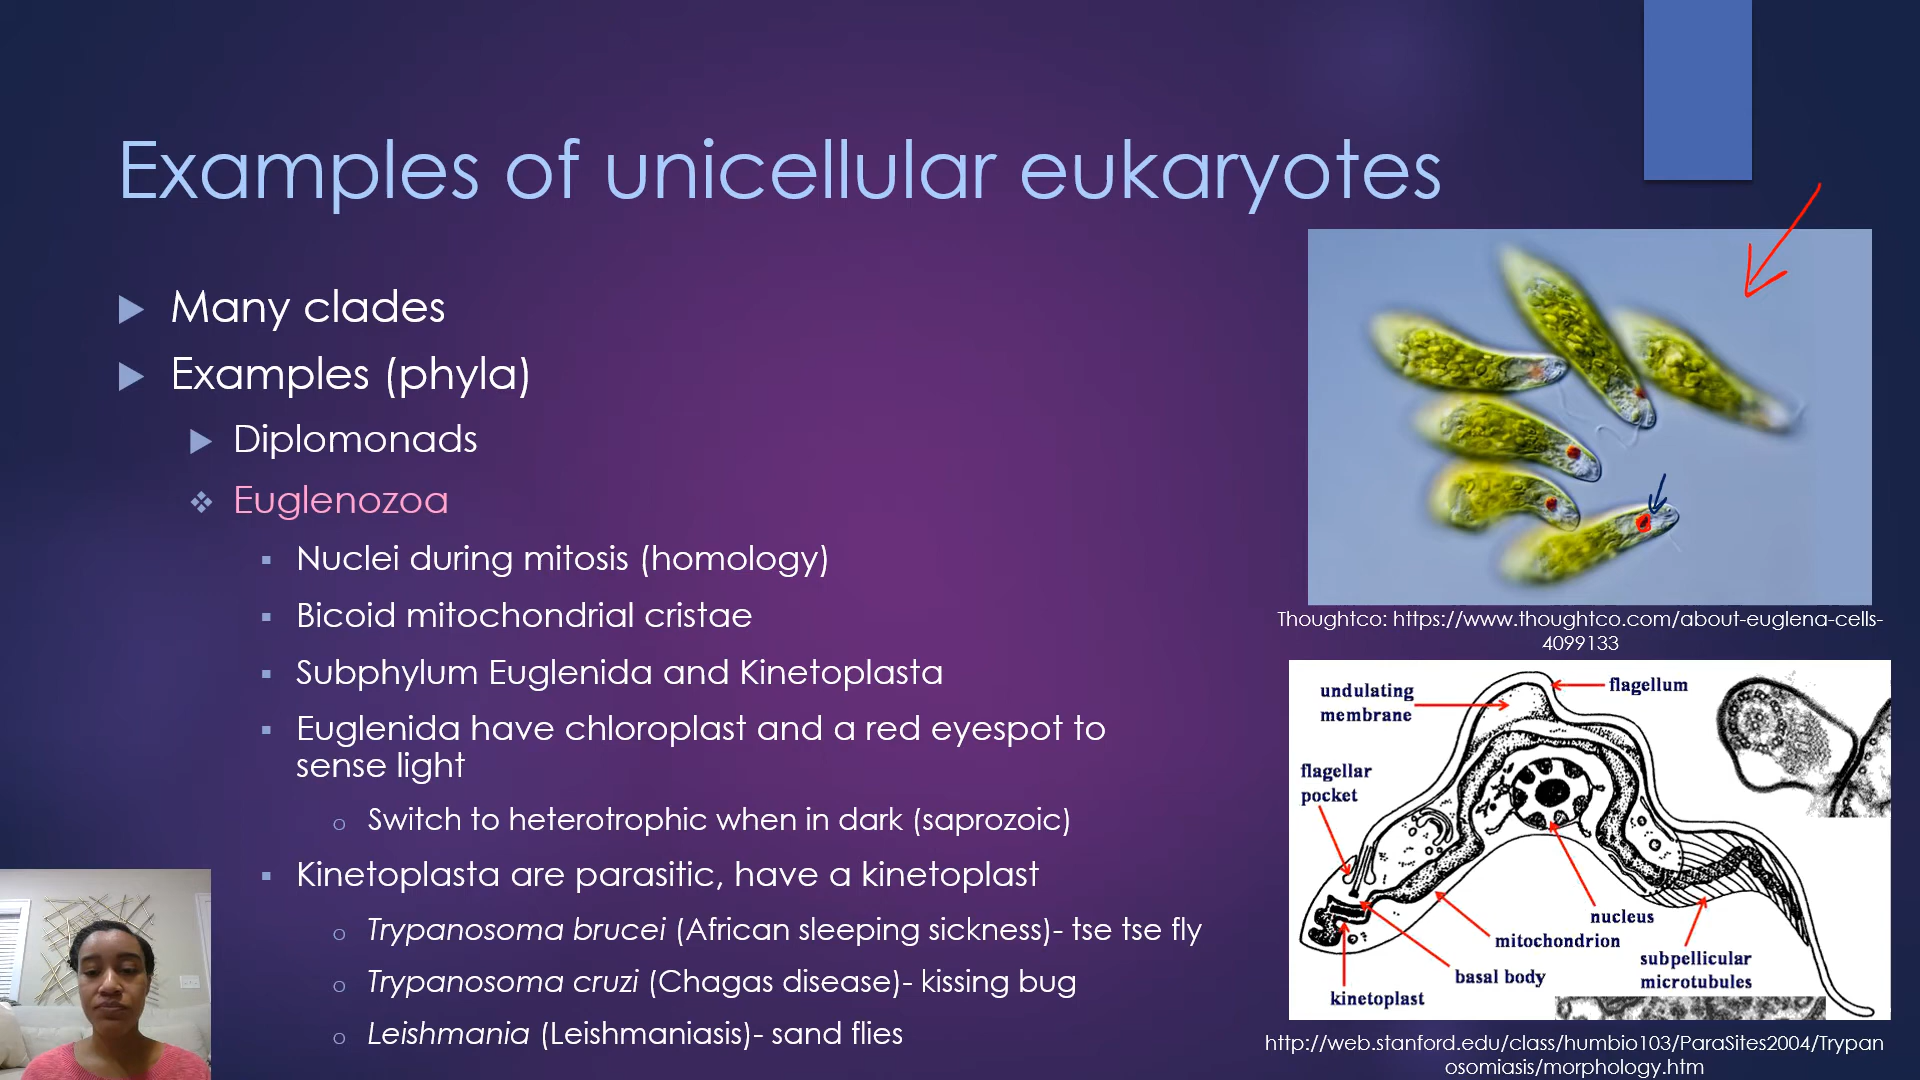 Examples of unicellular eukaryotes
Many clades
Examples (phyla)
Diplomonads
Euglenozoa
Nuclei during mitosis (homology)
Bicoid mitochondrial cristae
Subphylum Euglenida and Kinetoplasta
Euglenida have chloroplast and a red eyespot to
sense light
Switch to heterotrophic when in dark (saprozoic)
Kinetoplasta are parasitic, have a kinetoplast
Trypanosoma brucei (African sleeping sickness)- tse tse fly
Trypanosoma cruzi (Chagas disease)- kissing bug
Leishmania (Leishmaniasis)- sand flies
Thoughtco: https://www.thoughtco.com/about-euglena-cells-
4099133
undulating
membrane
flagellum
flagellar
pocket
nucleus
mitochondrion
subpellicular
microtubules
basal body
kinetoplast
http://web.stanford.edu/class/humbio103/ParaSites2004/Trypan
osomiasis/morphology.htm